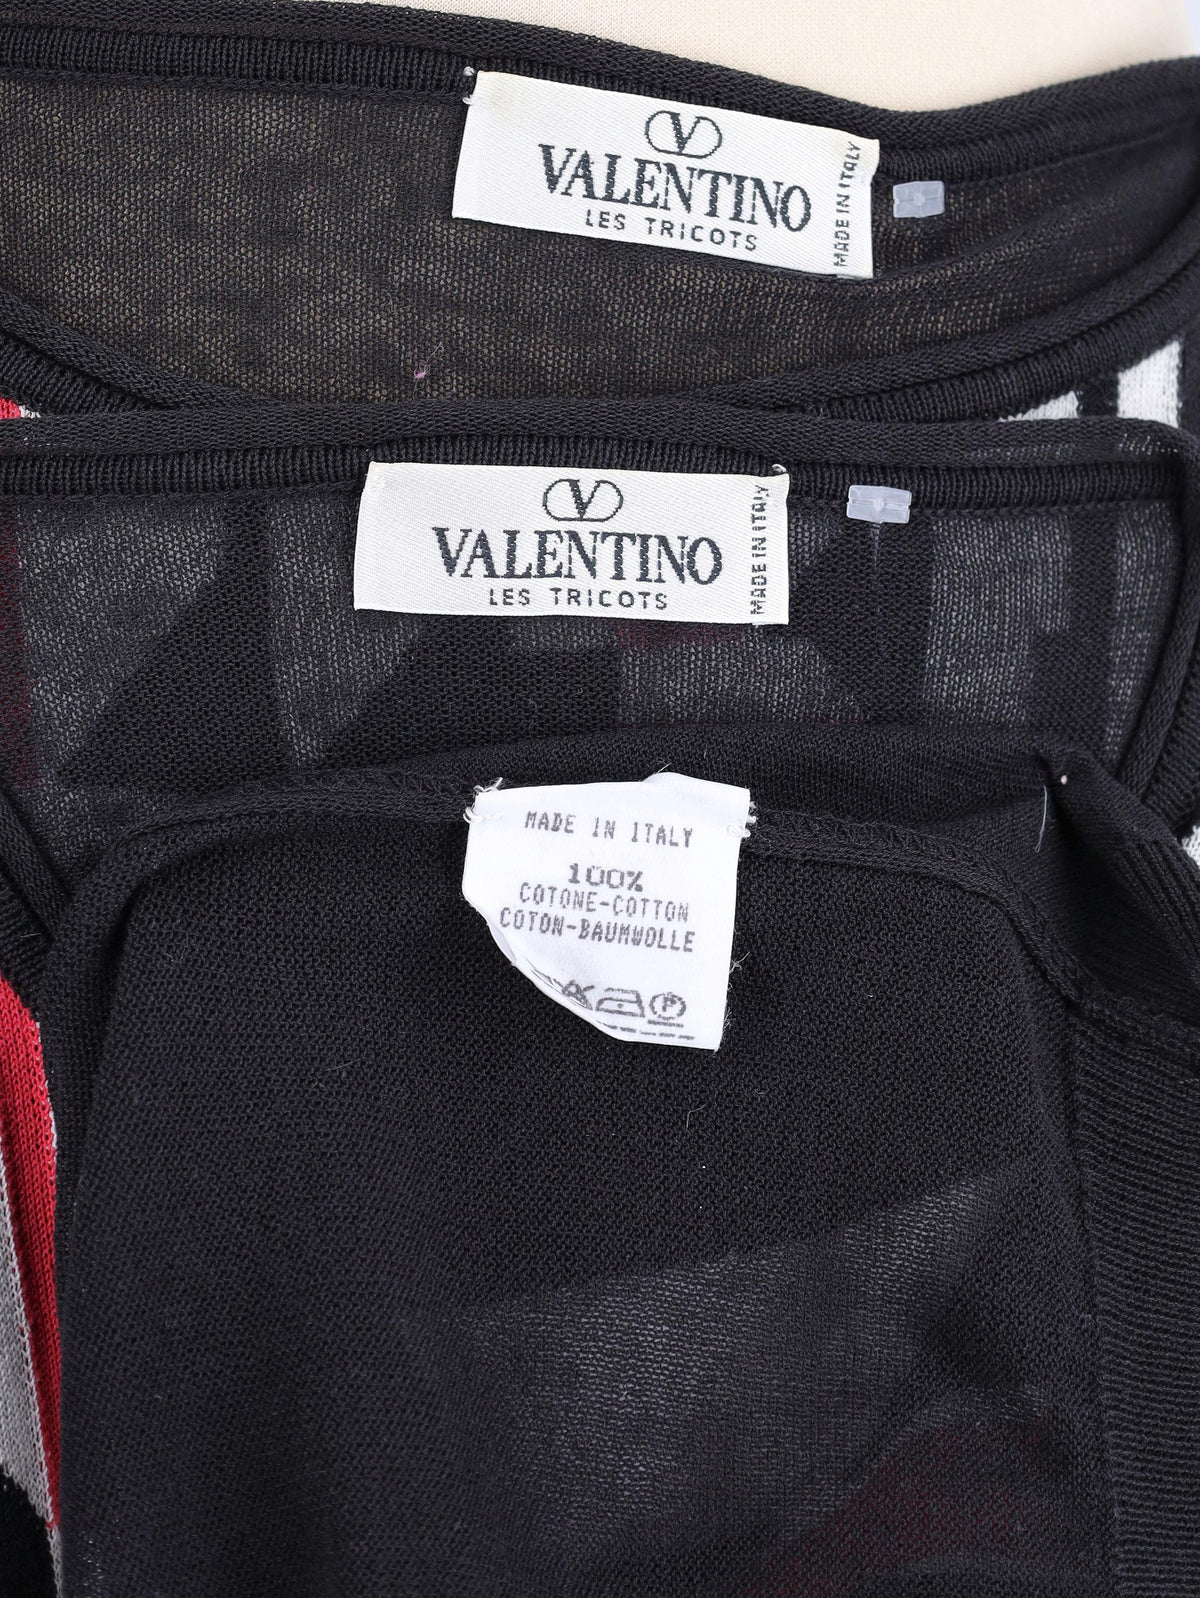 V
VALENTINO
LES TRICOTS
MADE IN ITALY
V
VALENTINO
LES TRICOTS
MADE IN ITALY
MADE IN ITALY
100%
COTONE-COTTON
COTON-BAUMWOLLE
P